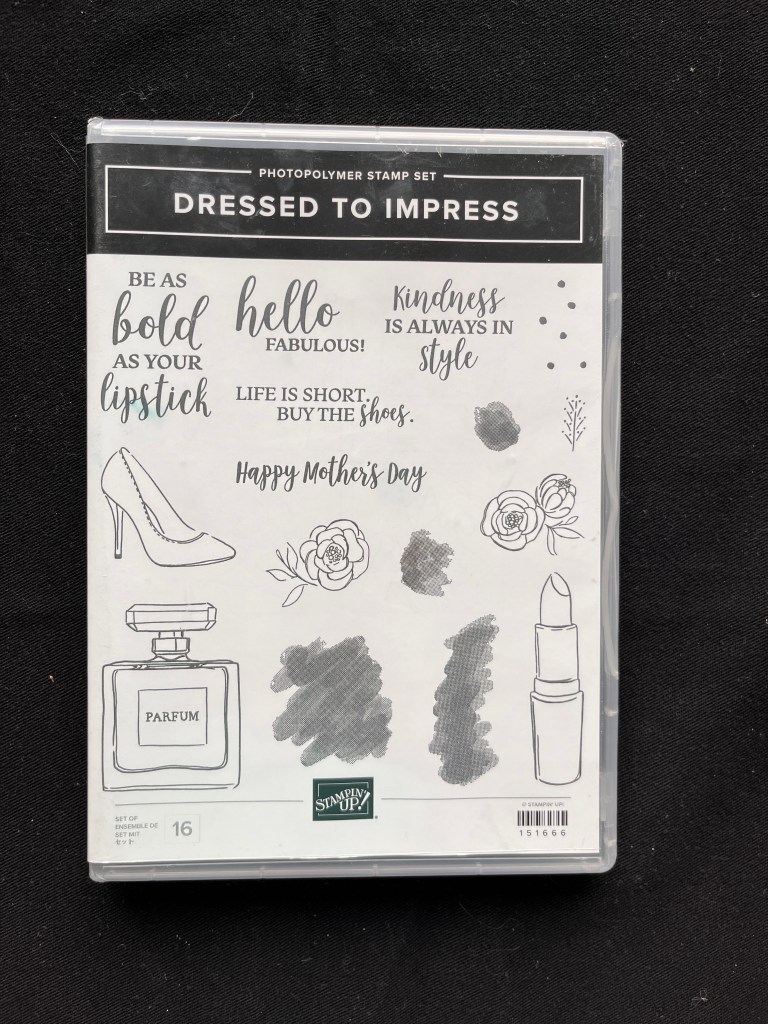 PHOTOPOLYMER STAMP SET
DRESSED TO IMPRESS
BE AS
bold
AS YOUR
lipstick
hello
FABULOUS!
Kindness
IS ALWAYS IN
style
LIFE IS SHORT.
BUY THE shoes.
Happy Mother's Day
PARFUM
SET OF
ENSEMBLE DE
SET MIT
セット
16
STAMPIN'
UP!
®
© STAMPIN' UP!
151666